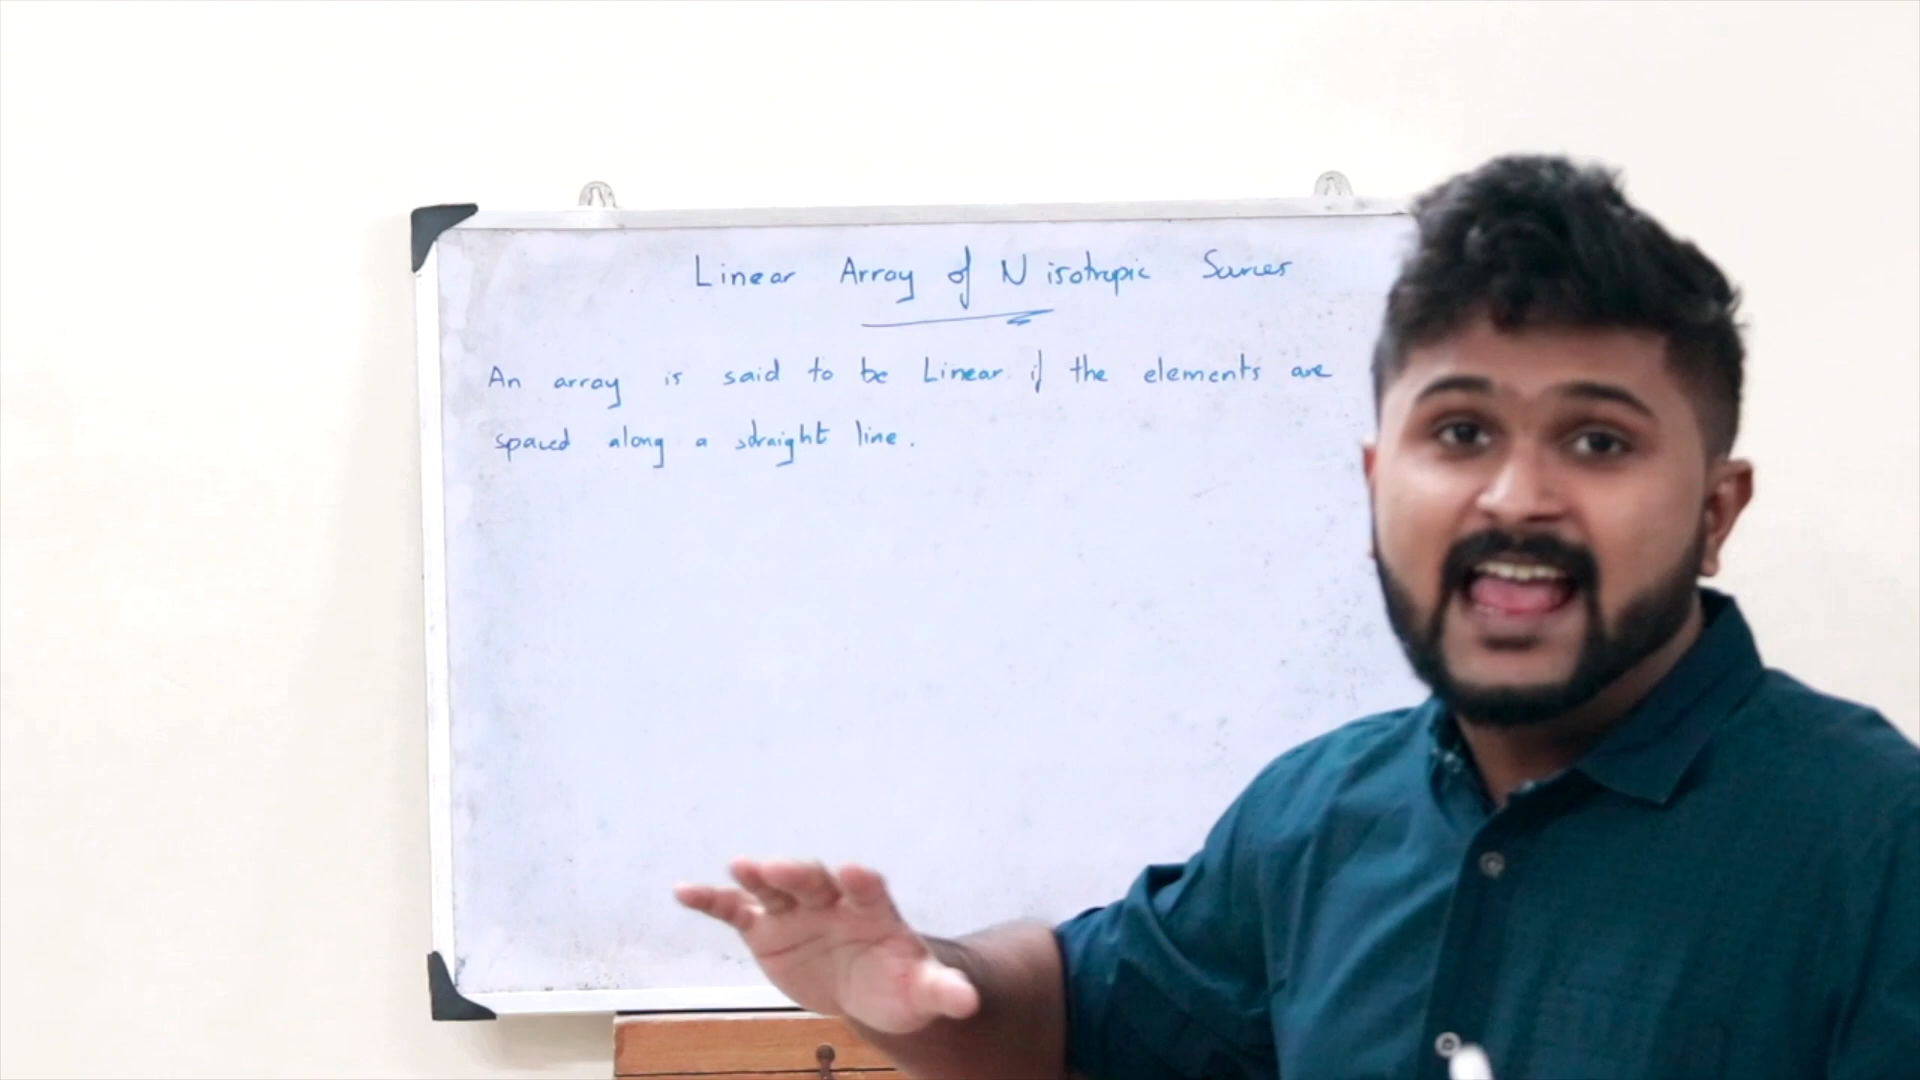 Linear Array of N isotropic Sources
An array is said to be Linear if the elements are
spaced along a straight line.